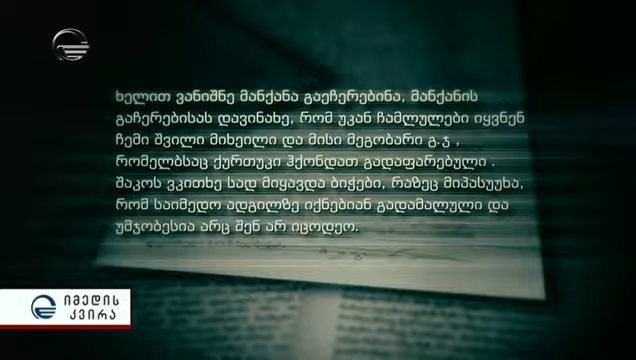 ხელით ვანიშნე მანქანა გაეჩერებინა, მანქანის
გაჩერებისას დავინახე, რომ უკან ჩამლულები იყვნენ
ჩემი შვილი მიხეილი და მისი მეგობარი გ.ჯ ,
რომელბსაც ქურთუკი ჰქონდათ გადაფარებული .
შაკოს ვკითხე სად მიყავდა ბიჭები, რაზეც მიპასუუხა,
რომ საიმედო ადგილზე იქნებიან გადამალული და
უმჯობესია არც შენ არ იცოდეო.
იმედის
კვირა